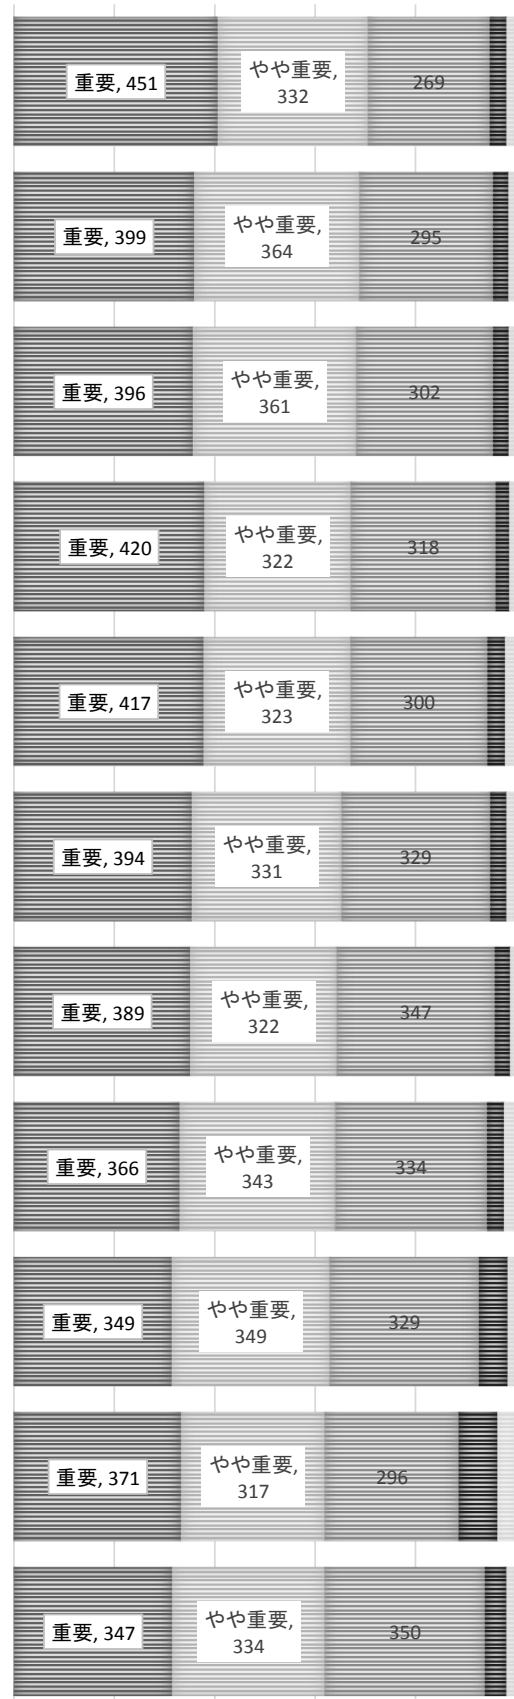 重要, 451
やや重要,
332
269
重要, 399
やや重要,
364
295
重要, 396
やや重要,
361
302
重要, 420
やや重要,
322
318
重要, 417
やや重要,
323
300
重要, 394
やや重要,
331
329
重要, 389
やや重要,
322
347
重要, 366
やや重要,
343
334
重要, 349
やや重要,
349
329
重要, 371
やや重要,
317
296
重要, 347
やや重要,
334
350